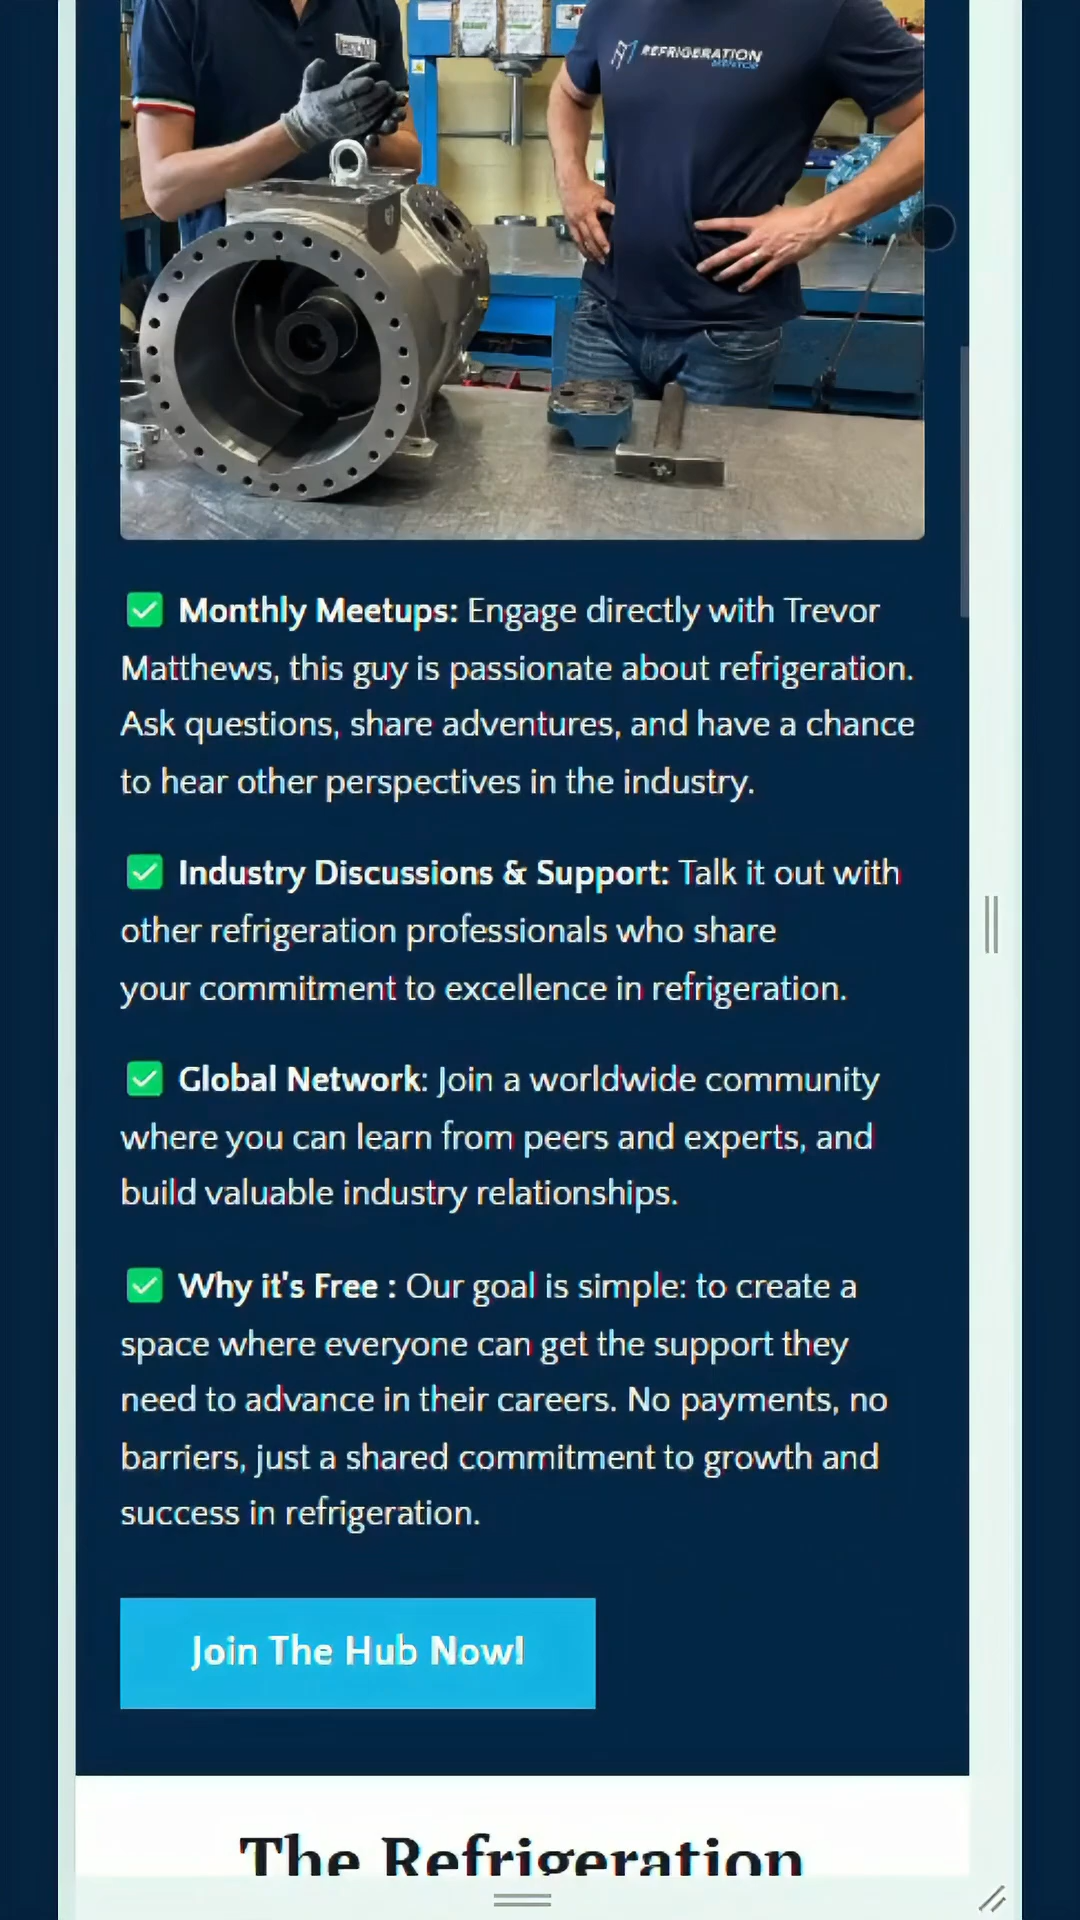 REFRIGERATION
MENTOR
Monthly Meetups: Engage directly with Trevor
Matthews, this guy is passionate about refrigeration.
Ask questions, share adventures, and have a chance
to hear other perspectives in the industry.
Industry Discussions & Support: Talk it out with
other refrigeration professionals who share
your commitment to excellence in refrigeration.
Global Network: Join a worldwide community
where you can learn from peers and experts, and
build valuable industry relationships.
Why it's Free : Our goal is simple: to create a
space where everyone can get the support they
need to advance in their careers. No payments, no
barriers, just a shared commitment to growth and
success in refrigeration.
Join The Hub Now!
The Refrigeration